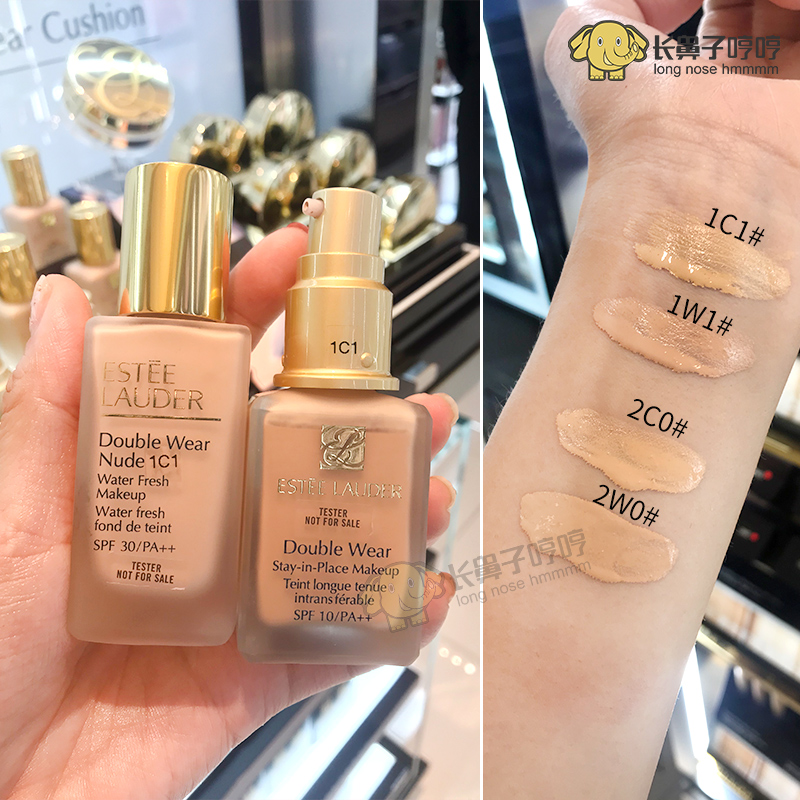 ear Cushion
ESTĒE
LAUDER
Double Wear
Nude 1C1
Water Fresh
Makeup
Water fresh
fond de teint
SPF 30/PA++
TESTER
NOT FOR SALE
1C1
ESTĒE LAUDER
TESTER
NOT FOR SALE
Double Wear
Stay-in-Place Makeup
Teint longue tenue
intransférable
SPF 10/PA++
长鼻子哼哼
long nose hmmmm
1C1#
1W1#
2C0#
2W0#
长鼻子哼哼
long nose hmmmm